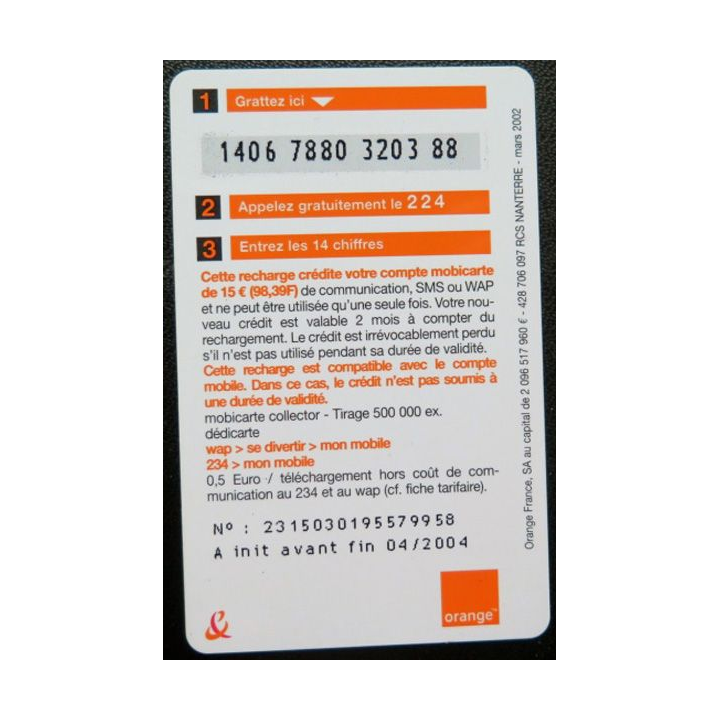 1 Grattez ici
1406 7880 3203 88
2 Appelez gratuitement le 224
3 Entrez les 14 chiffres
Cette recharge crédite votre compte mobicarte
de 15 € (98,39F) de communication, SMS ou WAP
et ne peut être utilisée qu'une seule fois. Votre nou-
veau crédit est valable 2 mois à compter du
rechargement. Le crédit est irrévocablement perdu
s'il n'est pas utilisé pendant sa durée de validité.
Cette recharge est compatible avec le compte
mobile. Dans ce cas, le crédit n'est pas soumis à
une durée de validité.
mobicarte collector - Tirage 500 000 ex.
dédicarte
wap > se divertir > mon mobile
234 > mon mobile
0,5 Euro / téléchargement hors coût de com-
munication au 234 et au wap (cf. fiche tarifaire).
Nº : 2315030195579958
A init avant fin 04/2004
&
orange™
Orange France, SA au capital de 2 096 517 960 € - 428 706 097 RCS NANTERRE - mars 2002